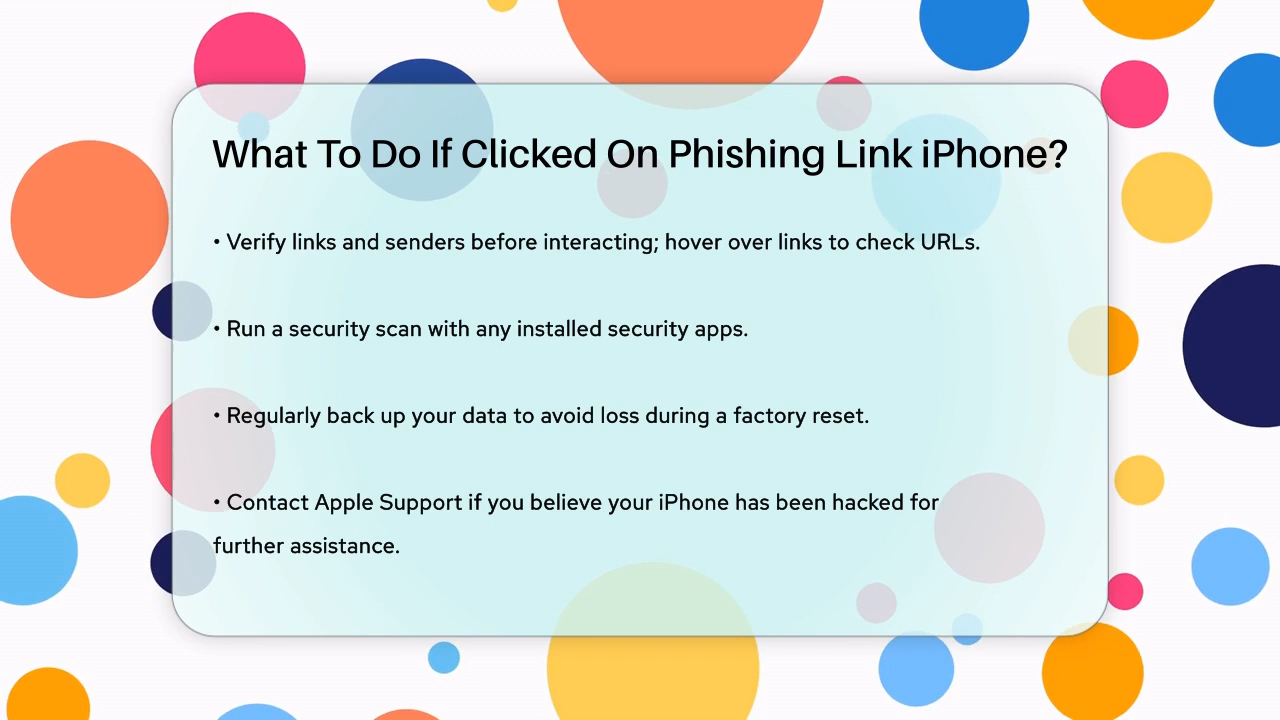 What To Do If Clicked On Phishing Link iPhone?
• Verify links and senders before interacting; hover over links to check URLs.
• Run a security scan with any installed security apps.
• Regularly back up your data to avoid loss during a factory reset.
• Contact Apple Support if you believe your iPhone has been hacked for
further assistance.